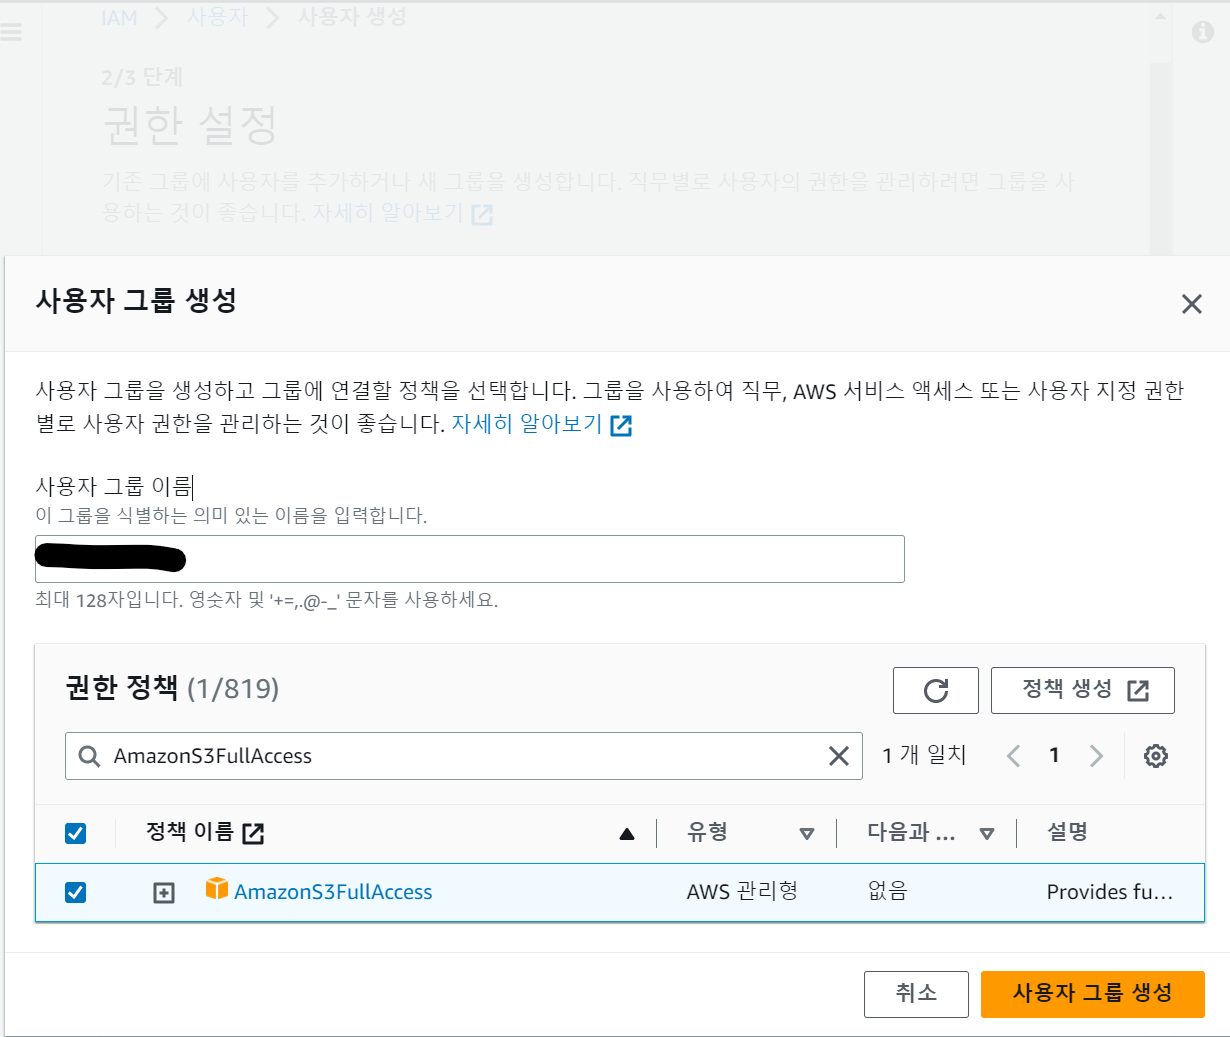 IAM > 사용자 > 사용자 생성
2/3 단계
권한 설정
기존 그룹에 사용자를 추가하거나 새 그룹을 생성합니다. 직무별로 사용자의 권한을 관리하려면 그룹을 사
용하는 것이 좋습니다. 자세히 알아보기
사용자 그룹 생성
사용자 그룹을 생성하고 그룹에 연결할 정책을 선택합니다. 그룹을 사용하여 직무, AWS 서비스 액세스 또는 사용자 지정 권한
별로 사용자 권한을 관리하는 것이 좋습니다. 자세히 알아보기
사용자 그룹 이름
이 그룹을 식별하는 의미 있는 이름을 입력합니다.
최대 128자입니다. 영숫자 및 '+=,.@-_' 문자를 사용하세요.
권한 정책 (1/819)
정책 생성
AmazonS3FullAccess
1 개 일치
1
정책 이름 유형 다음과 ... 설명
AmazonS3FullAccess AWS 관리형 없음 Provides fu...
취소 사용자 그룹 생성